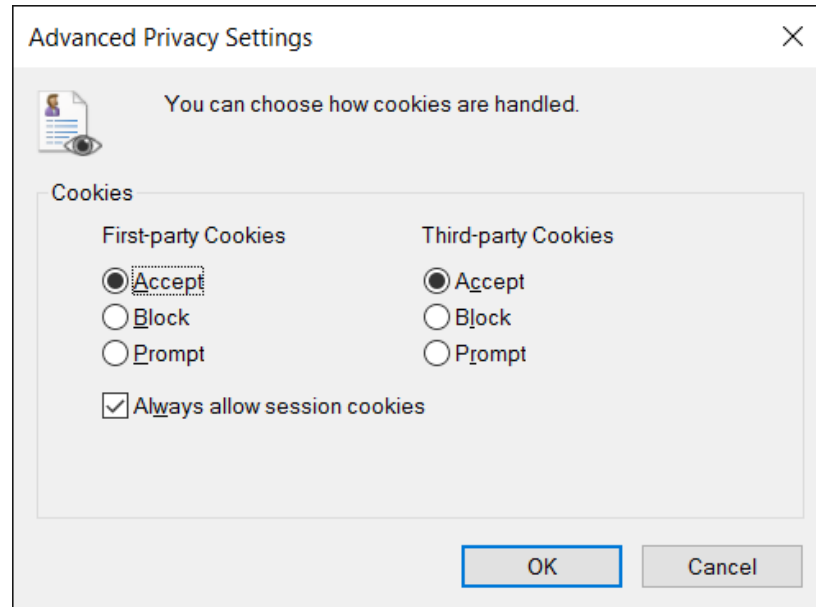 Advanced Privacy Settings
You can choose how cookies are handled.
Cookies
First-party Cookies
Third-party Cookies
Accept
Accept
Block
Block
Prompt
Prompt
Always allow session cookies
OK
Cancel